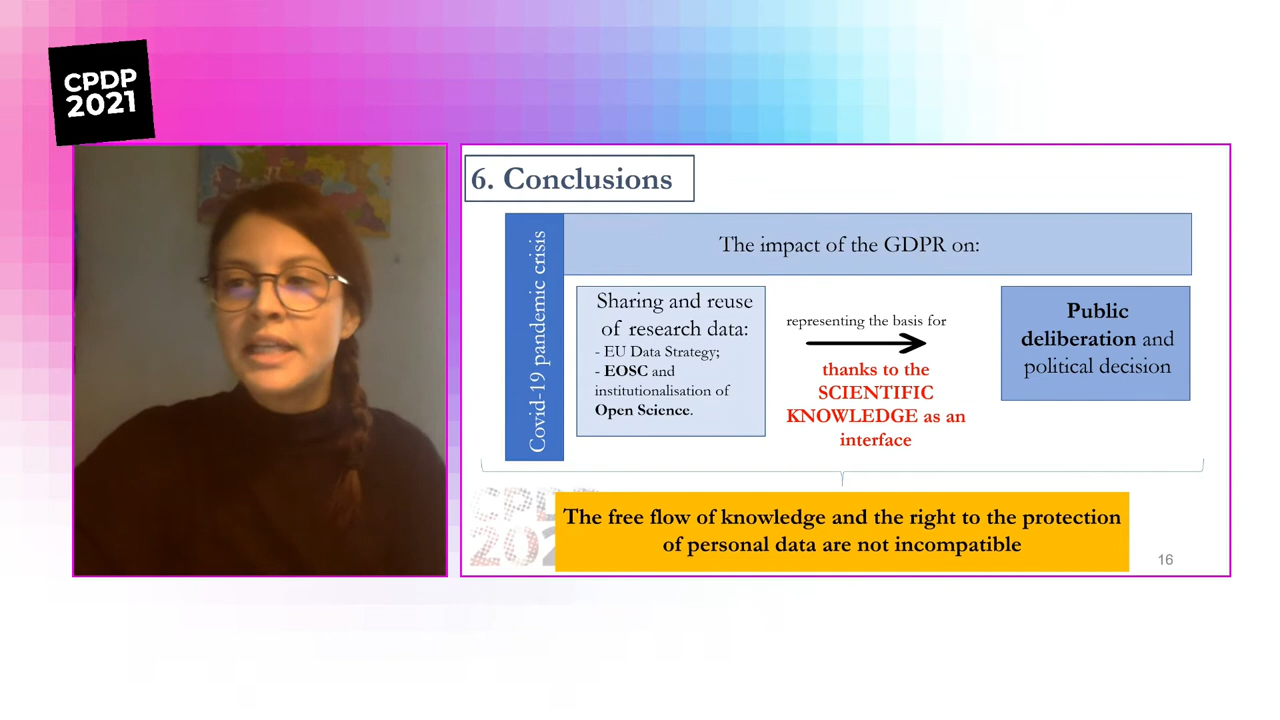 CPDP
2021
6. Conclusions
Covid-19 pandemic crisis
The impact of the GDPR on:
Sharing and reuse
of research data:
- EU Data Strategy;
- EOSC and
institutionalisation of
Open Science.
representing the basis for
thanks to the
SCIENTIFIC
KNOWLEDGE as an
interface
Public
deliberation and
political decision
The free flow of knowledge and the right to the protection
of personal data are not incompatible
16